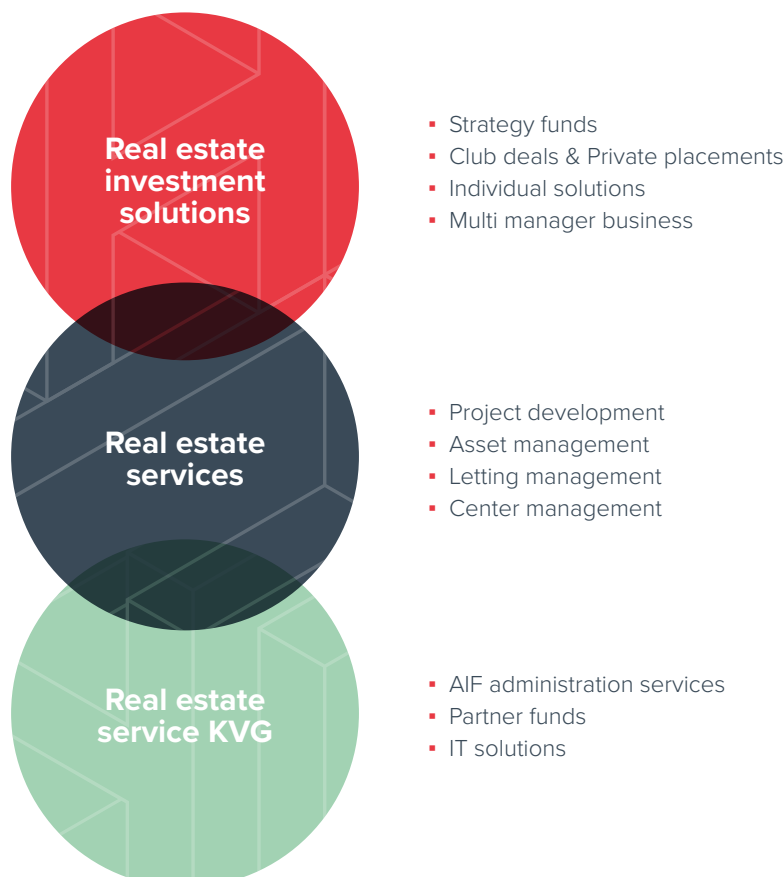 Real estate
investment
solutions
▪ Strategy funds
▪ Club deals & Private placements
▪ Individual solutions
▪ Multi manager business
Real estate
services
▪ Project development
▪ Asset management
▪ Letting management
▪ Center management
Real estate
service KVG
▪ AIF administration services
▪ Partner funds
▪ IT solutions